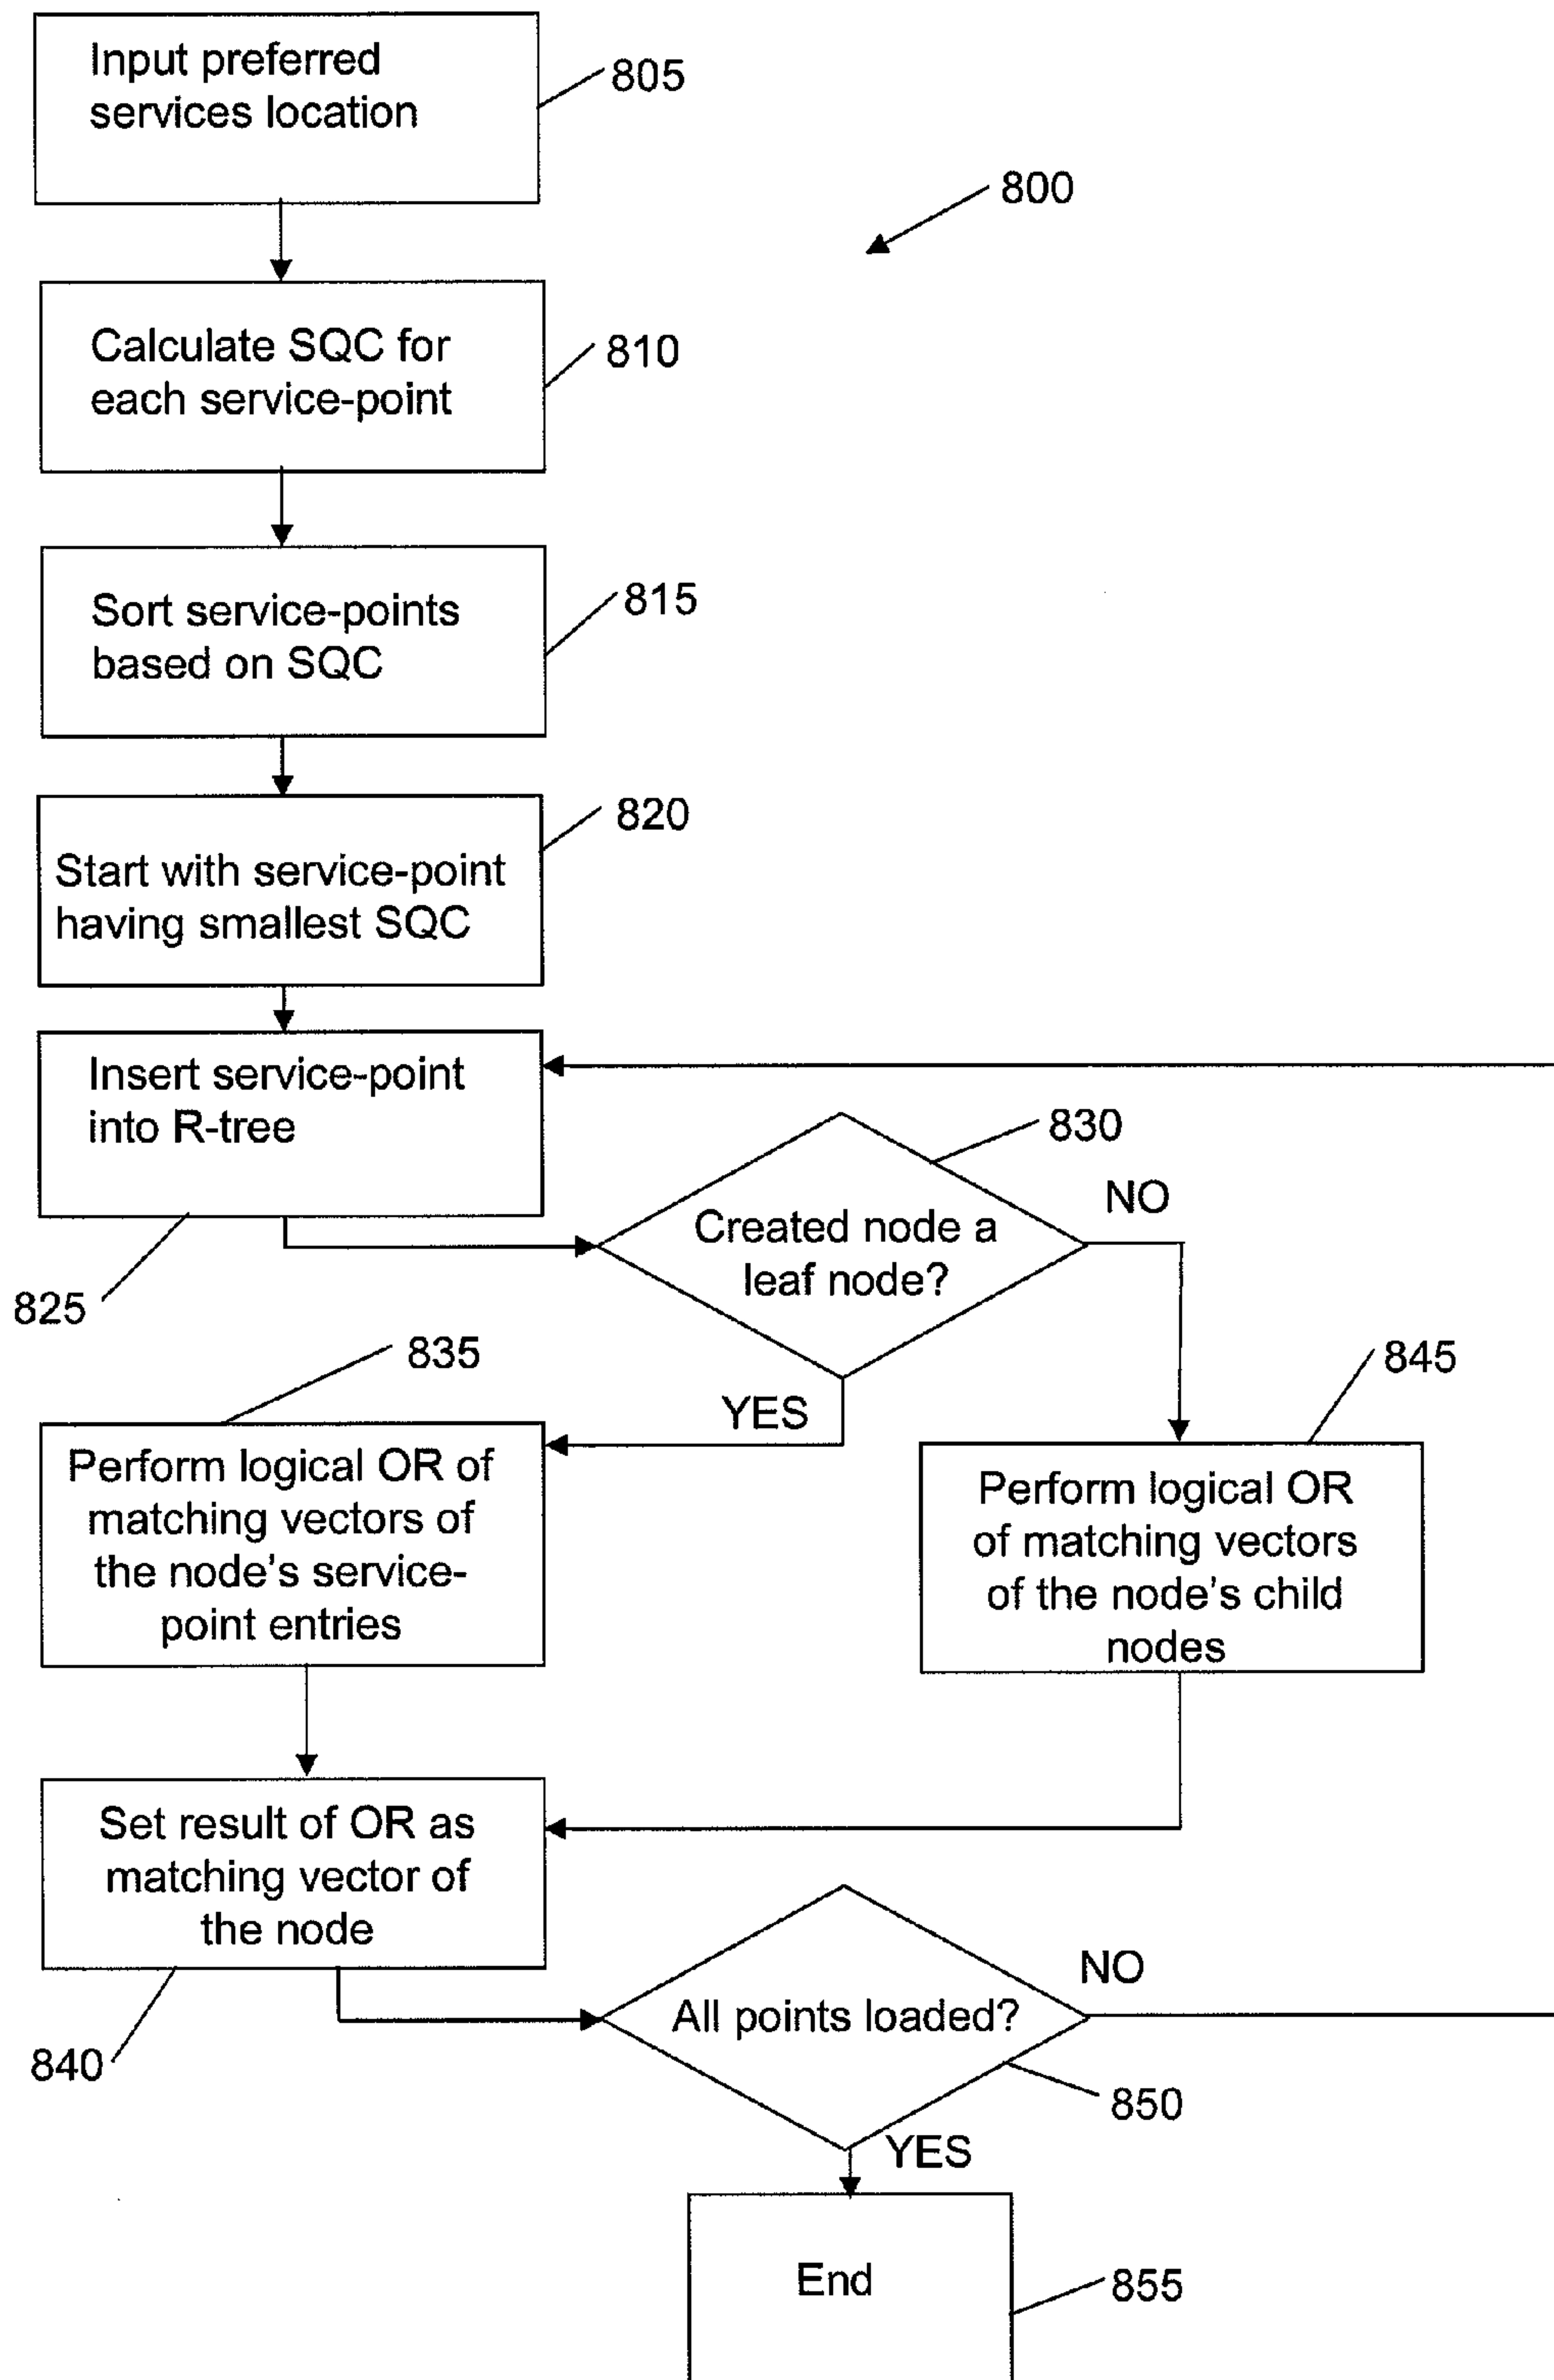 Input preferred
services location
805
800
Calculate SQC for
each service-point
810
Sort service-points
based on SQC
815
820
Start with service-point
having smallest SQC
Insert service-point
into R-tree
825
830
Created node a
leaf node?
NO
YES
835
Perform logical OR of
matching vectors of
the node's service-
point entries
845
Perform logical OR
of matching vectors
of the node's child
nodes
Set result of OR as
matching vector of
the node
840
All points loaded?
NO
850
YES
End
855